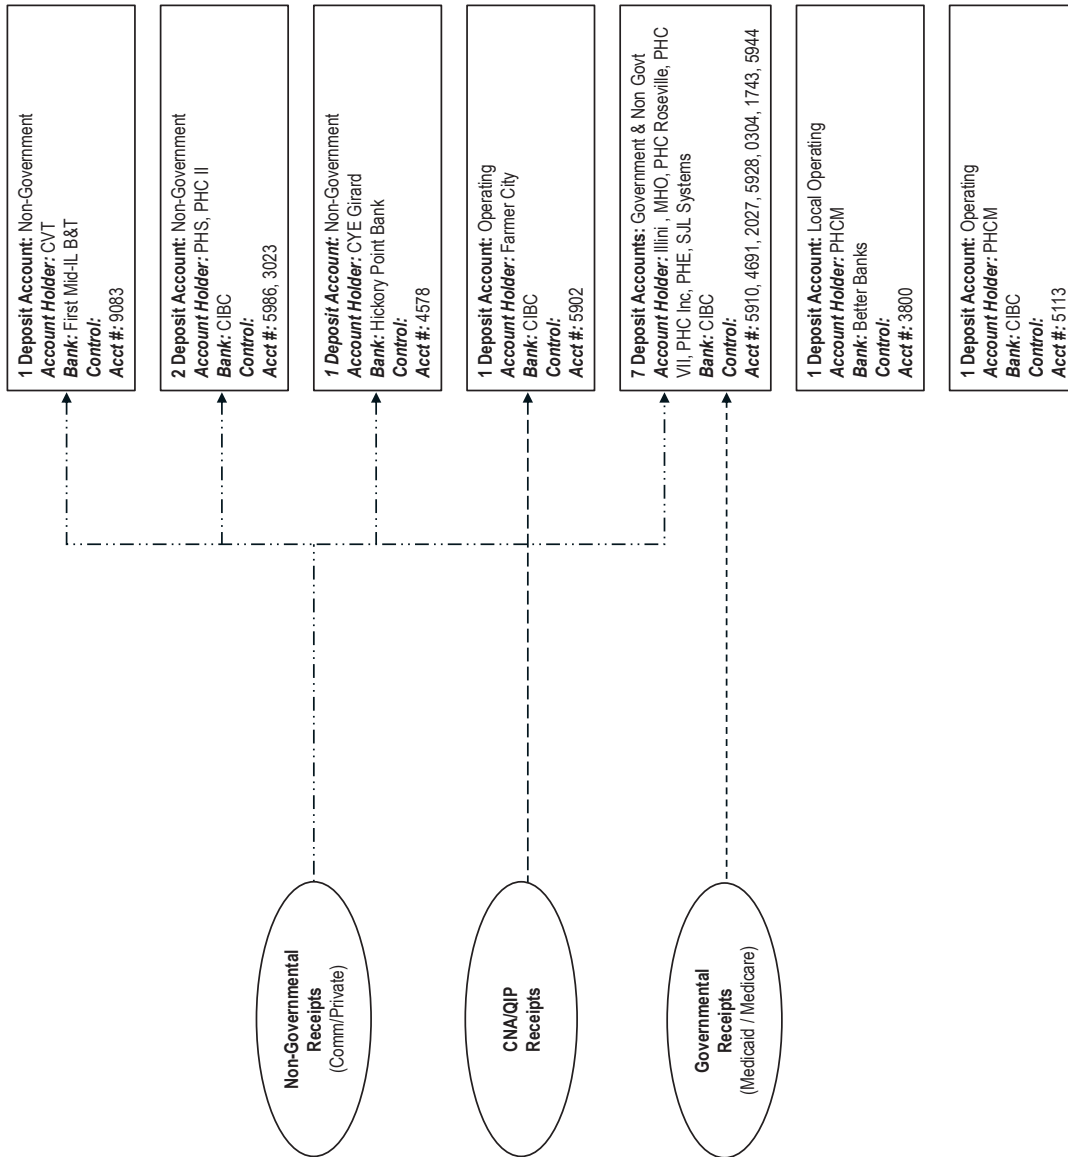 Non-Governmental
Receipts
(Comm/Private)
CNA/QIP
Receipts
Governmental
Receipts
(Medicaid / Medicare)
1 Deposit Account: Non-Government
Account Holder: CVT
Bank: First Mid-IL B&T
Control:
Acct #: 9083
2 Deposit Account: Non-Government
Account Holder: PHS, PHC II
Bank: CIBC
Control:
Acct #: 5986, 3023
1 Deposit Account: Non-Government
Account Holder: CYE Girard
Bank: Hickory Point Bank
Control:
Acct #: 4578
1 Deposit Account: Operating
Account Holder: Farmer City
Bank: CIBC
Control:
Acct #: 5902
7 Deposit Accounts: Government & Non Govt
Account Holder: Illini , MHO, PHC Roseville, PHC
VII, PHC Inc, PHE, SJL Systems
Bank: CIBC
Control:
Acct #: 5910, 4691, 2027, 5928, 0304, 1743, 5944
1 Deposit Account: Local Operating
Account Holder: PHCM
Bank: Better Banks
Control:
Acct #: 3800
1 Deposit Account: Operating
Account Holder: PHCM
Bank: CIBC
Control:
Acct #: 5113